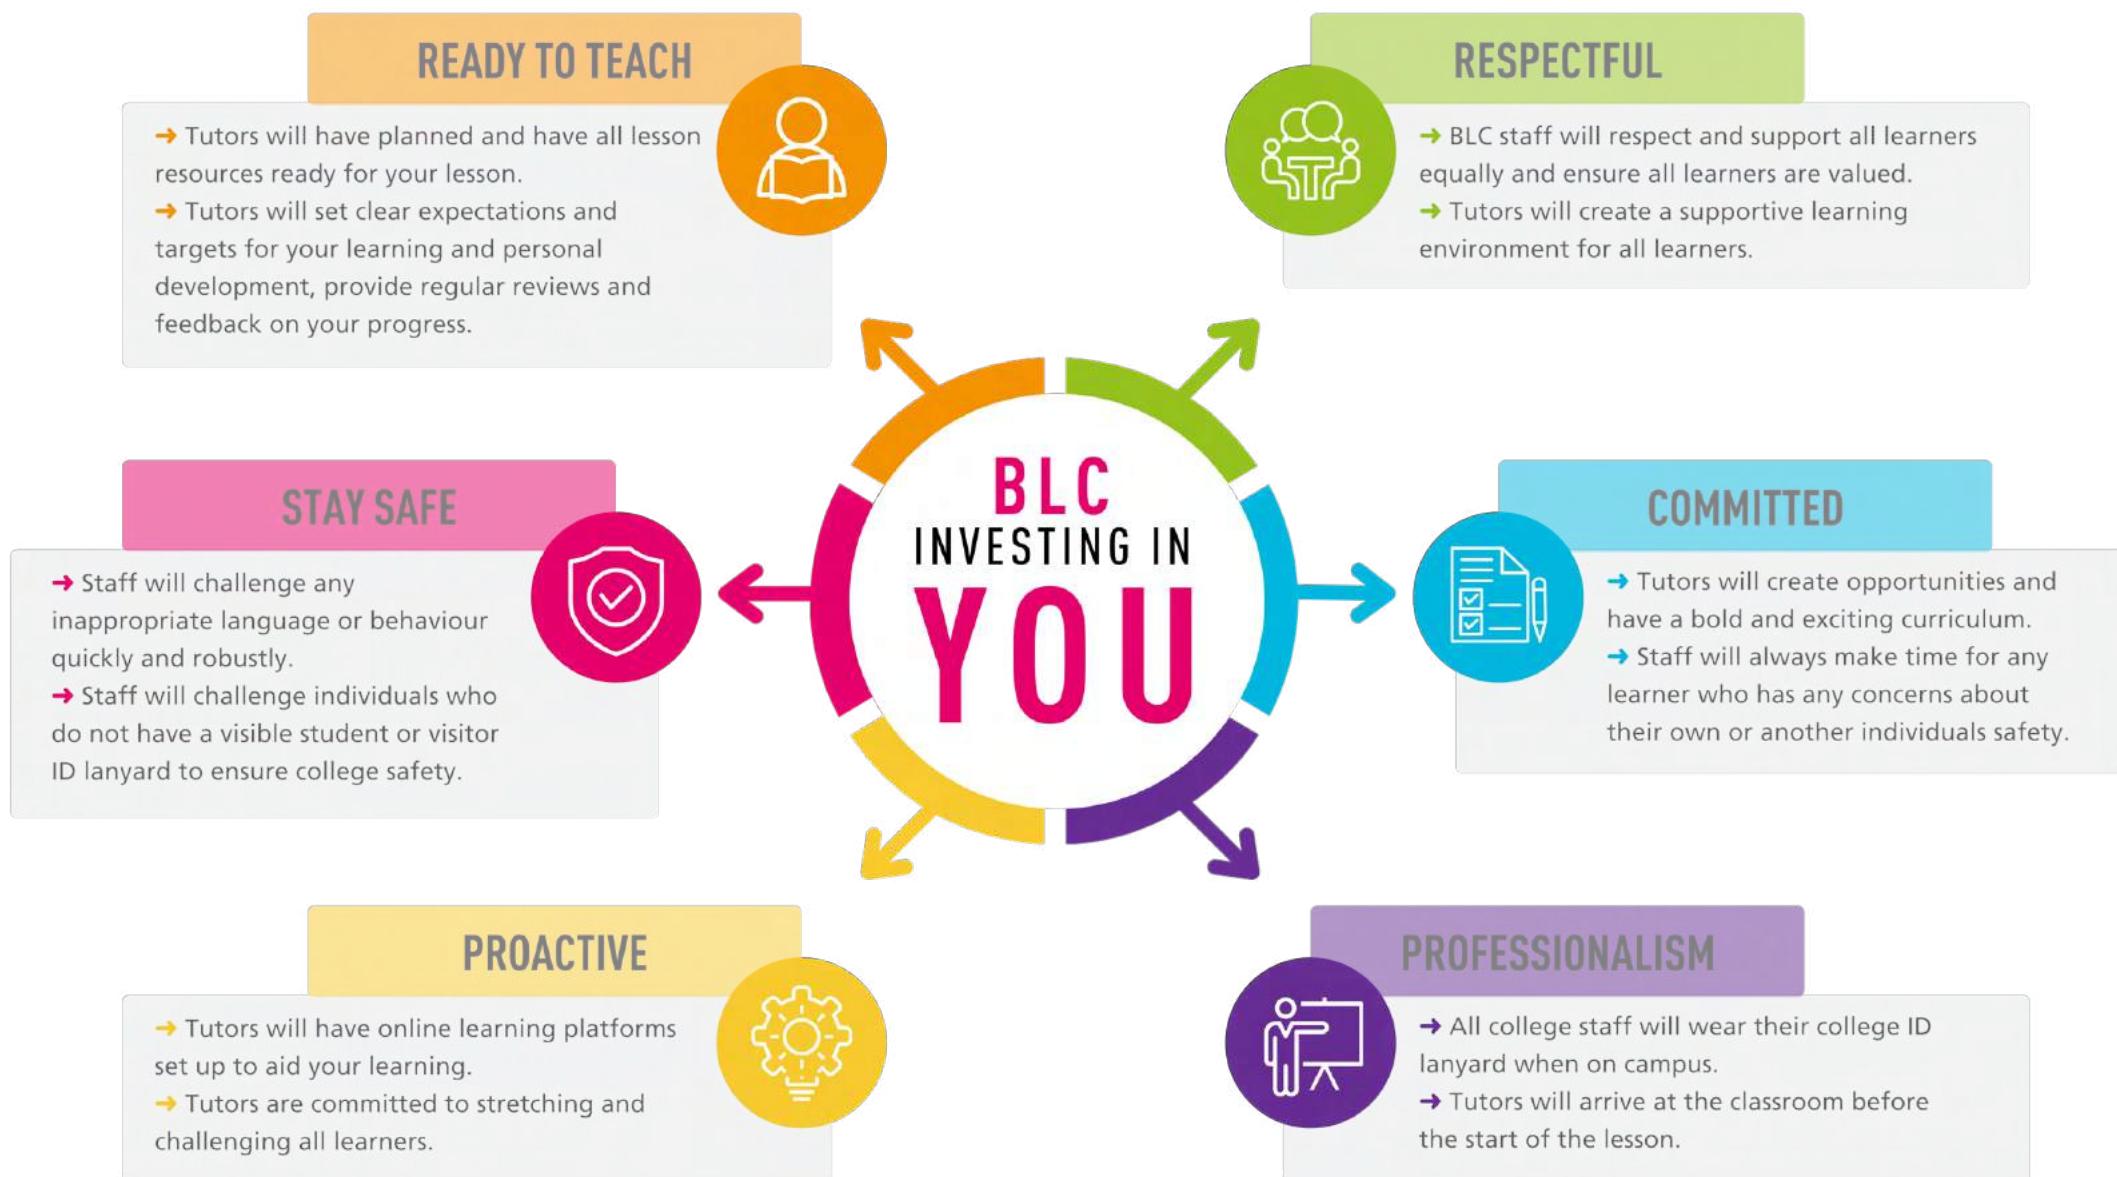 READY TO TEACH
➔ Tutors will have planned and have all lesson
resources ready for your lesson.
➔ Tutors will set clear expectations and
targets for your learning and personal
development, provide regular reviews and
feedback on your progress.
RESPECTFUL
➔ BLC staff will respect and support all learners
equally and ensure all learners are valued.
➔ Tutors will create a supportive learning
environment for all learners.
STAY SAFE
➔ Staff will challenge any
inappropriate language or behaviour
quickly and robustly.
➔ Staff will challenge individuals who
do not have a visible student or visitor
ID lanyard to ensure college safety.
BLC
INVESTING IN
YOU
COMMITTED
➔ Tutors will create opportunities and
have a bold and exciting curriculum.
➔ Staff will always make time for any
learner who has any concerns about
their own or another individuals safety.
PROACTIVE
➔ Tutors will have online learning platforms
set up to aid your learning.
➔ Tutors are committed to stretching and
challenging all learners.
PROFESSIONALISM
➔ All college staff will wear their college ID
lanyard when on campus.
➔ Tutors will arrive at the classroom before
the start of the lesson.